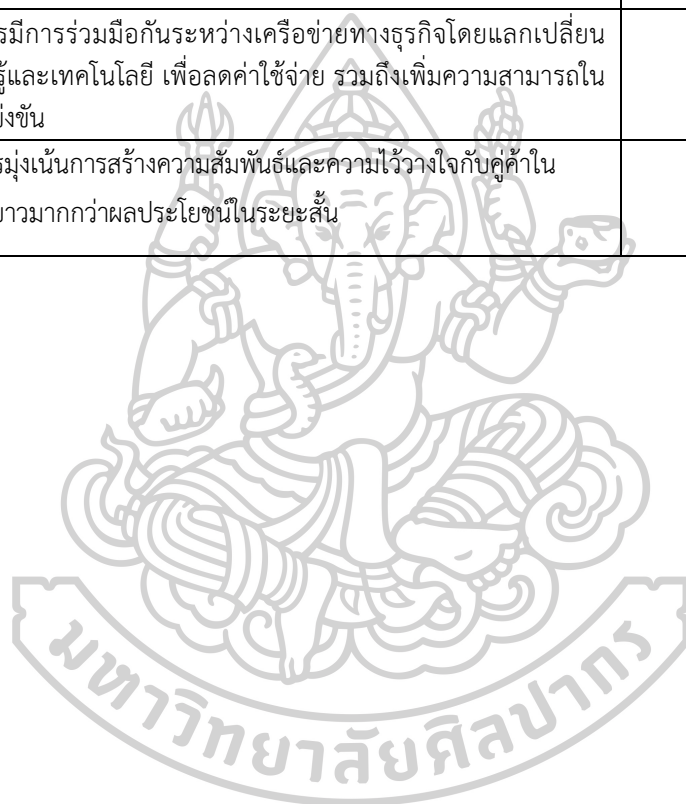 รมีการร่วมมือกันระหว่างเครือข่ายทางธุรกิจโดยแลกเปลี่ยน
รู้และเทคโนโลยี เพื่อลดค่าใช้จ่าย รวมถึงเพิ่มความสามารถใน
ข่งขัน
รมุ่งเน้นการสร้างความสัมพันธ์และความไว้วางใจกับคู่ค้าใน
ยาวมากกว่าผลประโยชน์ในระยะสั้น
มหาวิทยาลัยศิลปากร